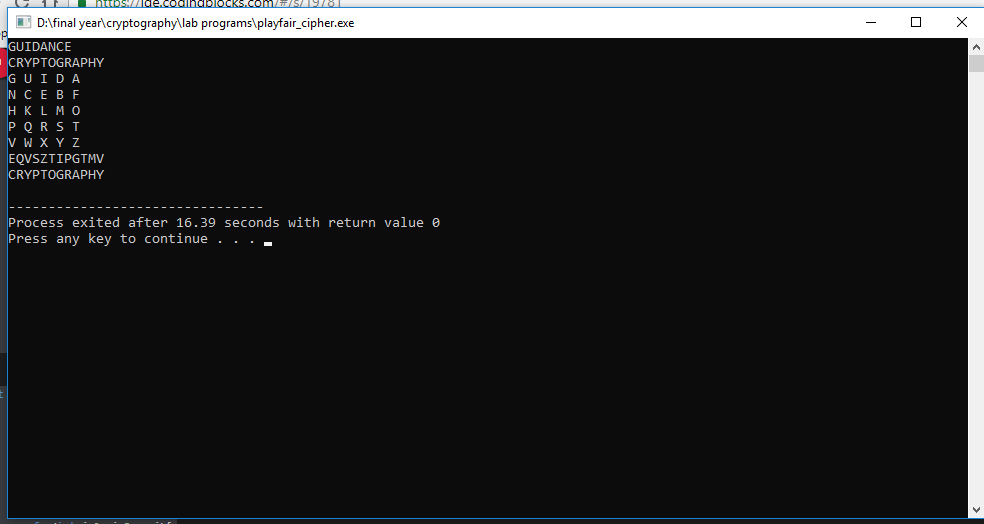 https://ide.codingblocks.com/#/s/19781
D:\final year\cryptography\lab programs\playfair_cipher.exe
GUIDANCE
CRYPTOGRAPHY
G U I D A
N C E B F
H K L M O
P Q R S T
V W X Y Z
EQVSZTIPGTMV
CRYPTOGRAPHY
--------------------------------
Process exited after 16.39 seconds with return value 0
Press any key to continue . . .